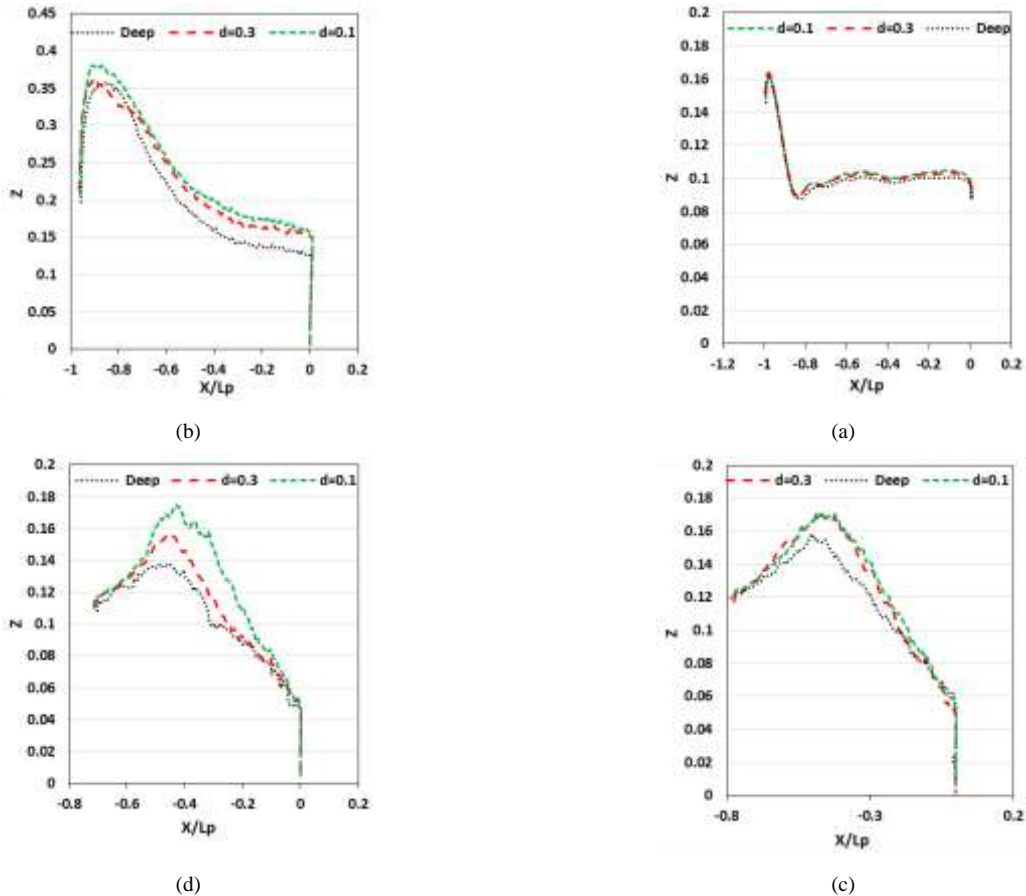 Deep d=0.3 d=0.1
0.45
0.4
0.35
0.3
0.25
0.2
0.15
0.1
0.05
0
Z
-1 -0.8 -0.6 -0.4 -0.2 0 0.2
X/Lp
(b)
d=0.1 d=0.3 Deep
0.2
0.18
0.16
0.14
0.12
0.1
0.08
0.06
0.04
0.02
0
Z
-1.2 -1 -0.8 -0.6 -0.4 -0.2 0 0.2
X/Lp
(a)
Deep d=0.3 d=0.1
0.2
0.18
0.16
0.14
0.12
0.1
0.08
0.06
0.04
0.02
0
Z
-0.8 -0.6 -0.4 -0.2 0 0.2
X/Lp
(d)
d=0.3 Deep d=0.1
0.2
0.18
0.16
0.14
0.12
0.1
0.08
0.06
0.04
0.02
0
Z
-0.8 -0.3 0.2
X/Lp
(c)